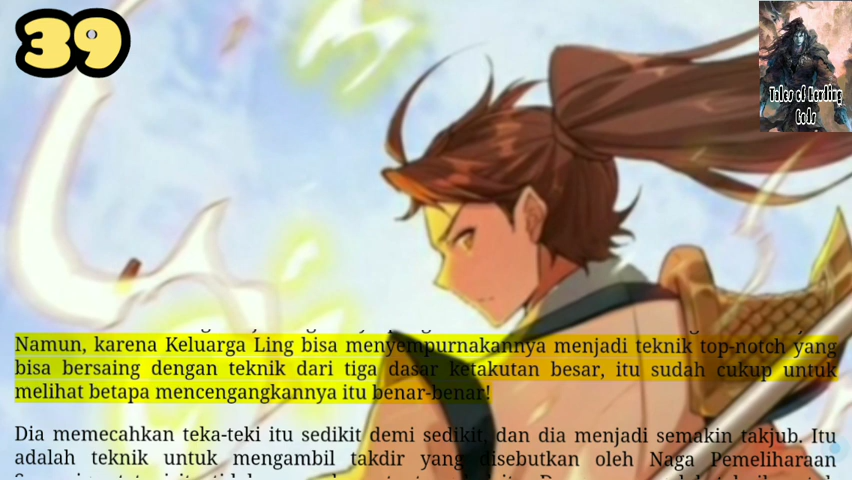 39
Tales of Herding
Gods
Namun, karena Keluarga Ling bisa menyempurnakannya menjadi teknik top-notch yang
bisa bersaing dengan teknik dari tiga dasar ketakutan besar, itu sudah cukup untuk
melihat betapa mencengangkannya itu benar-benar!
Dia memecahkan teka-teki itu sedikit demi sedikit, dan dia menjadi semakin takjub. Itu
adalah teknik untuk mengambil takdir yang disebutkan oleh Naga Pemeliharaan